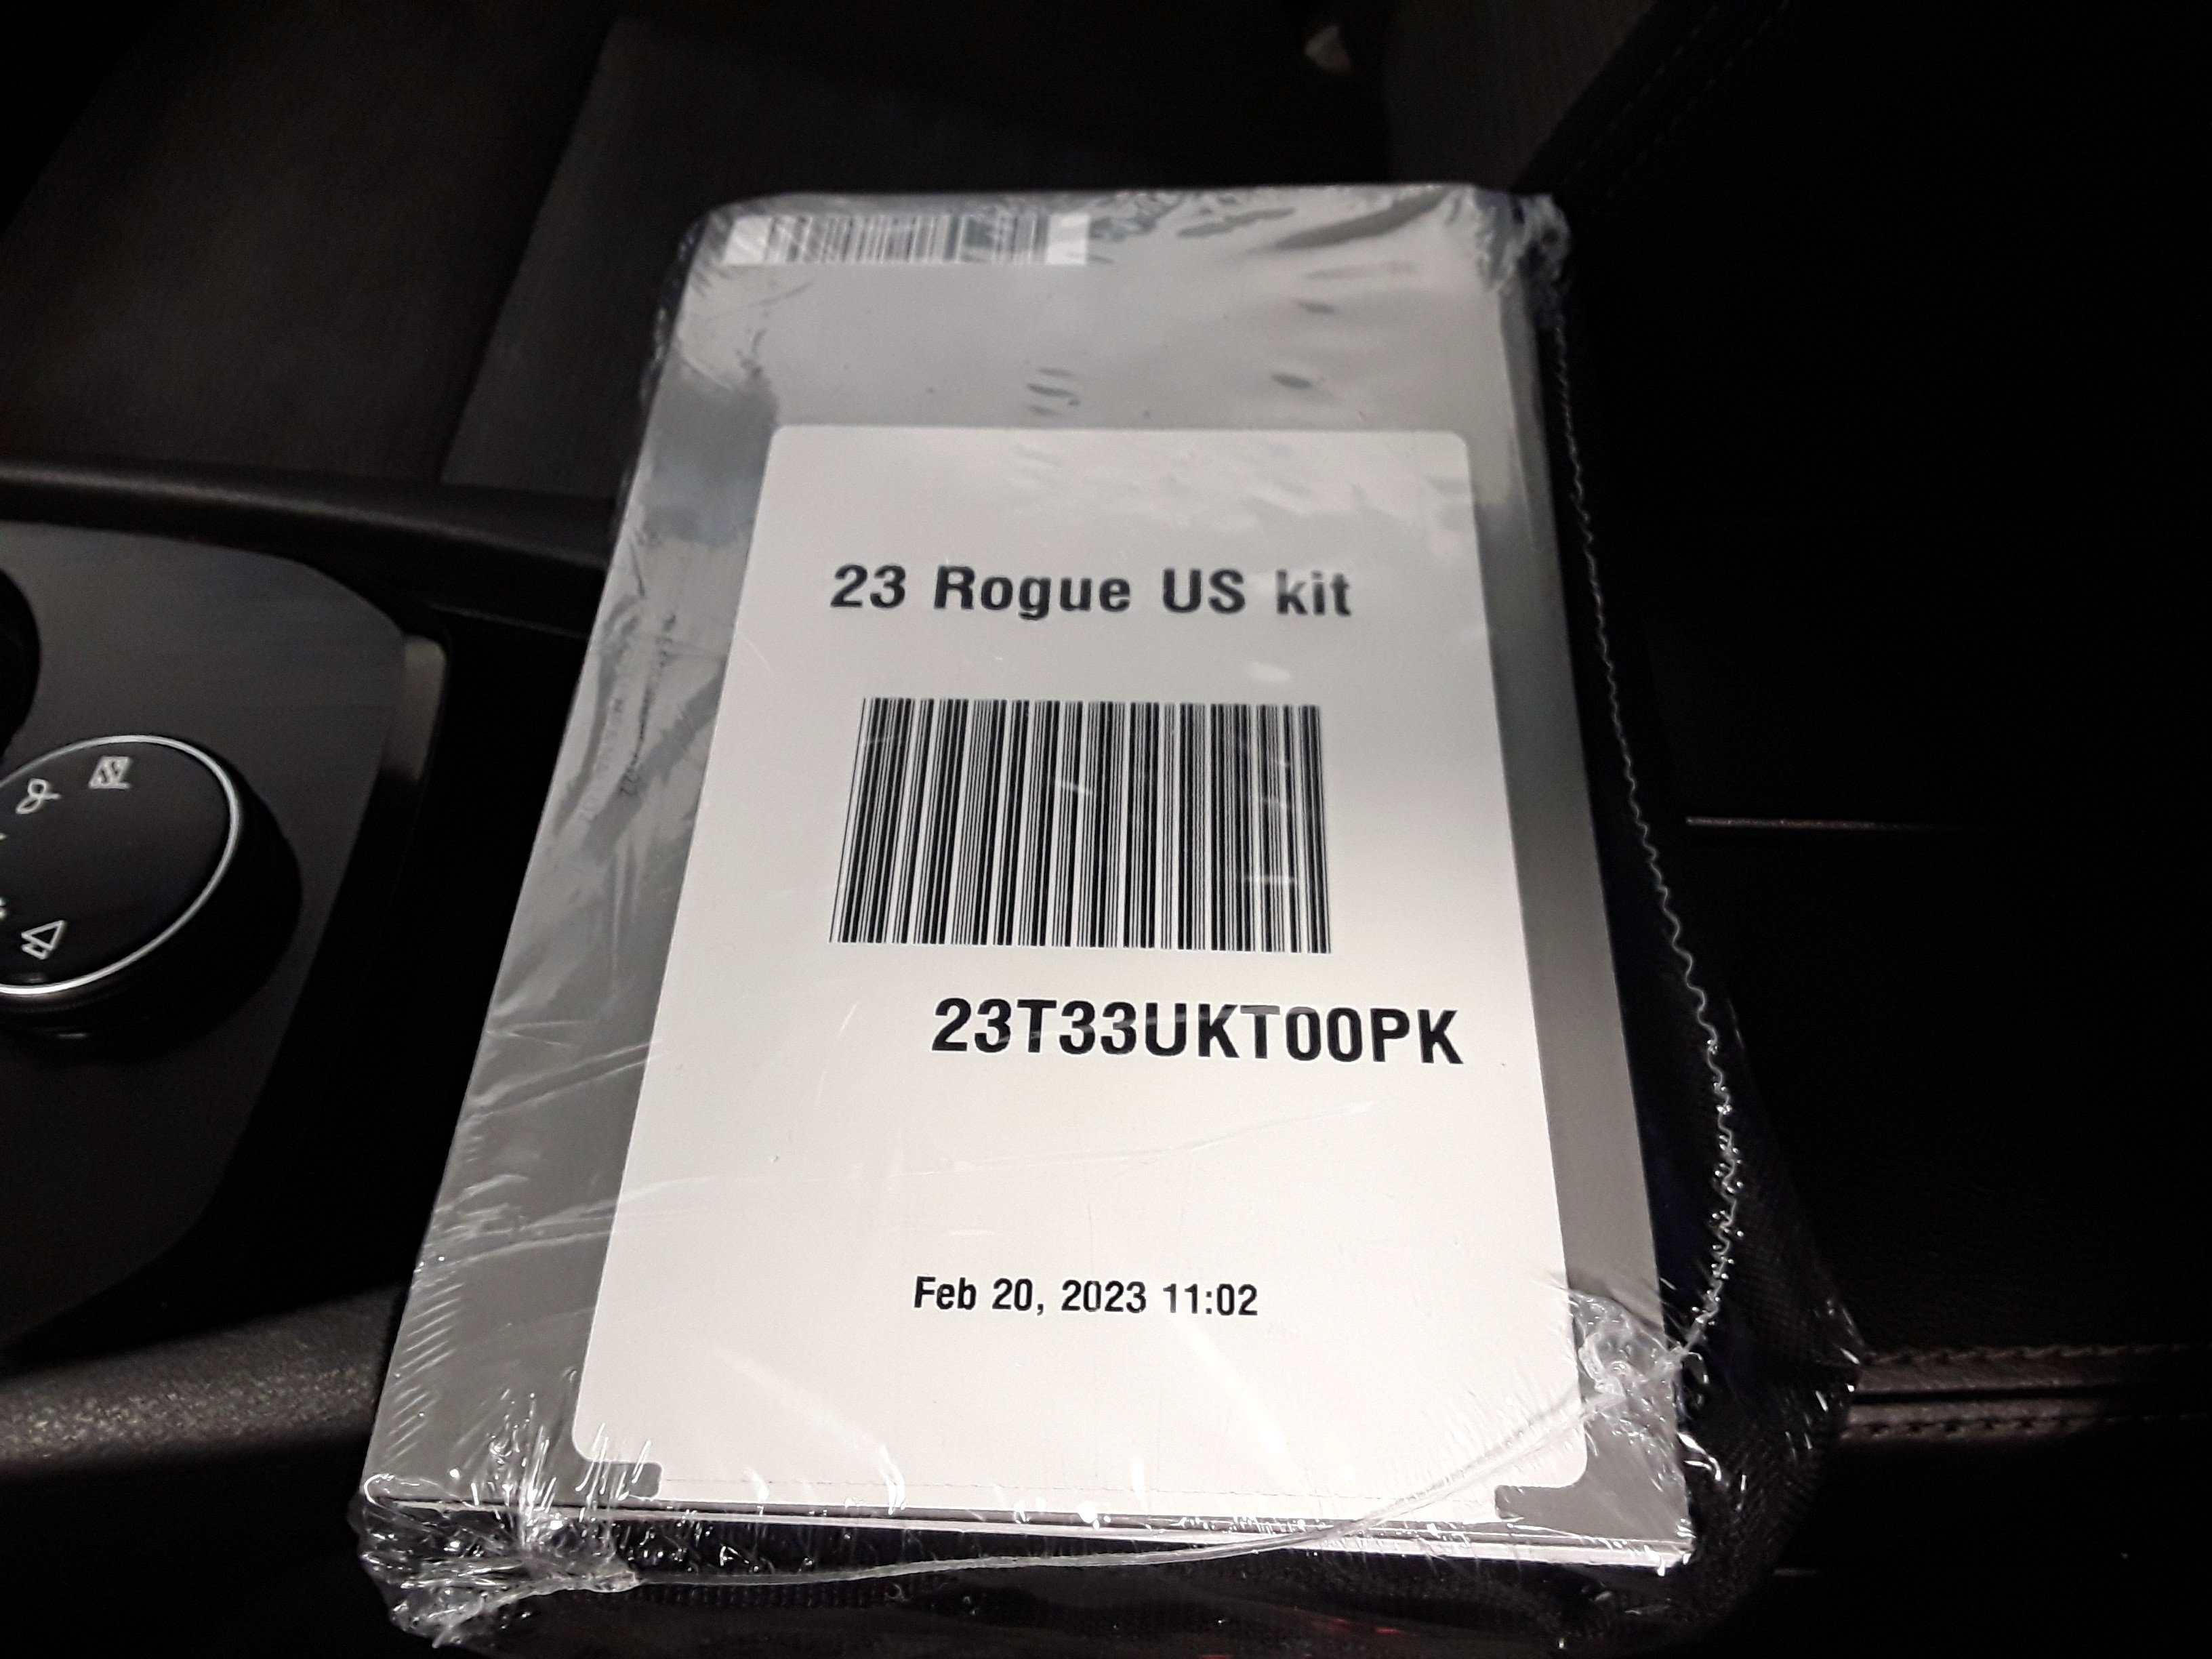 23 Rogue US kit
23T33UKT00PK
Feb 20, 2023 11:02